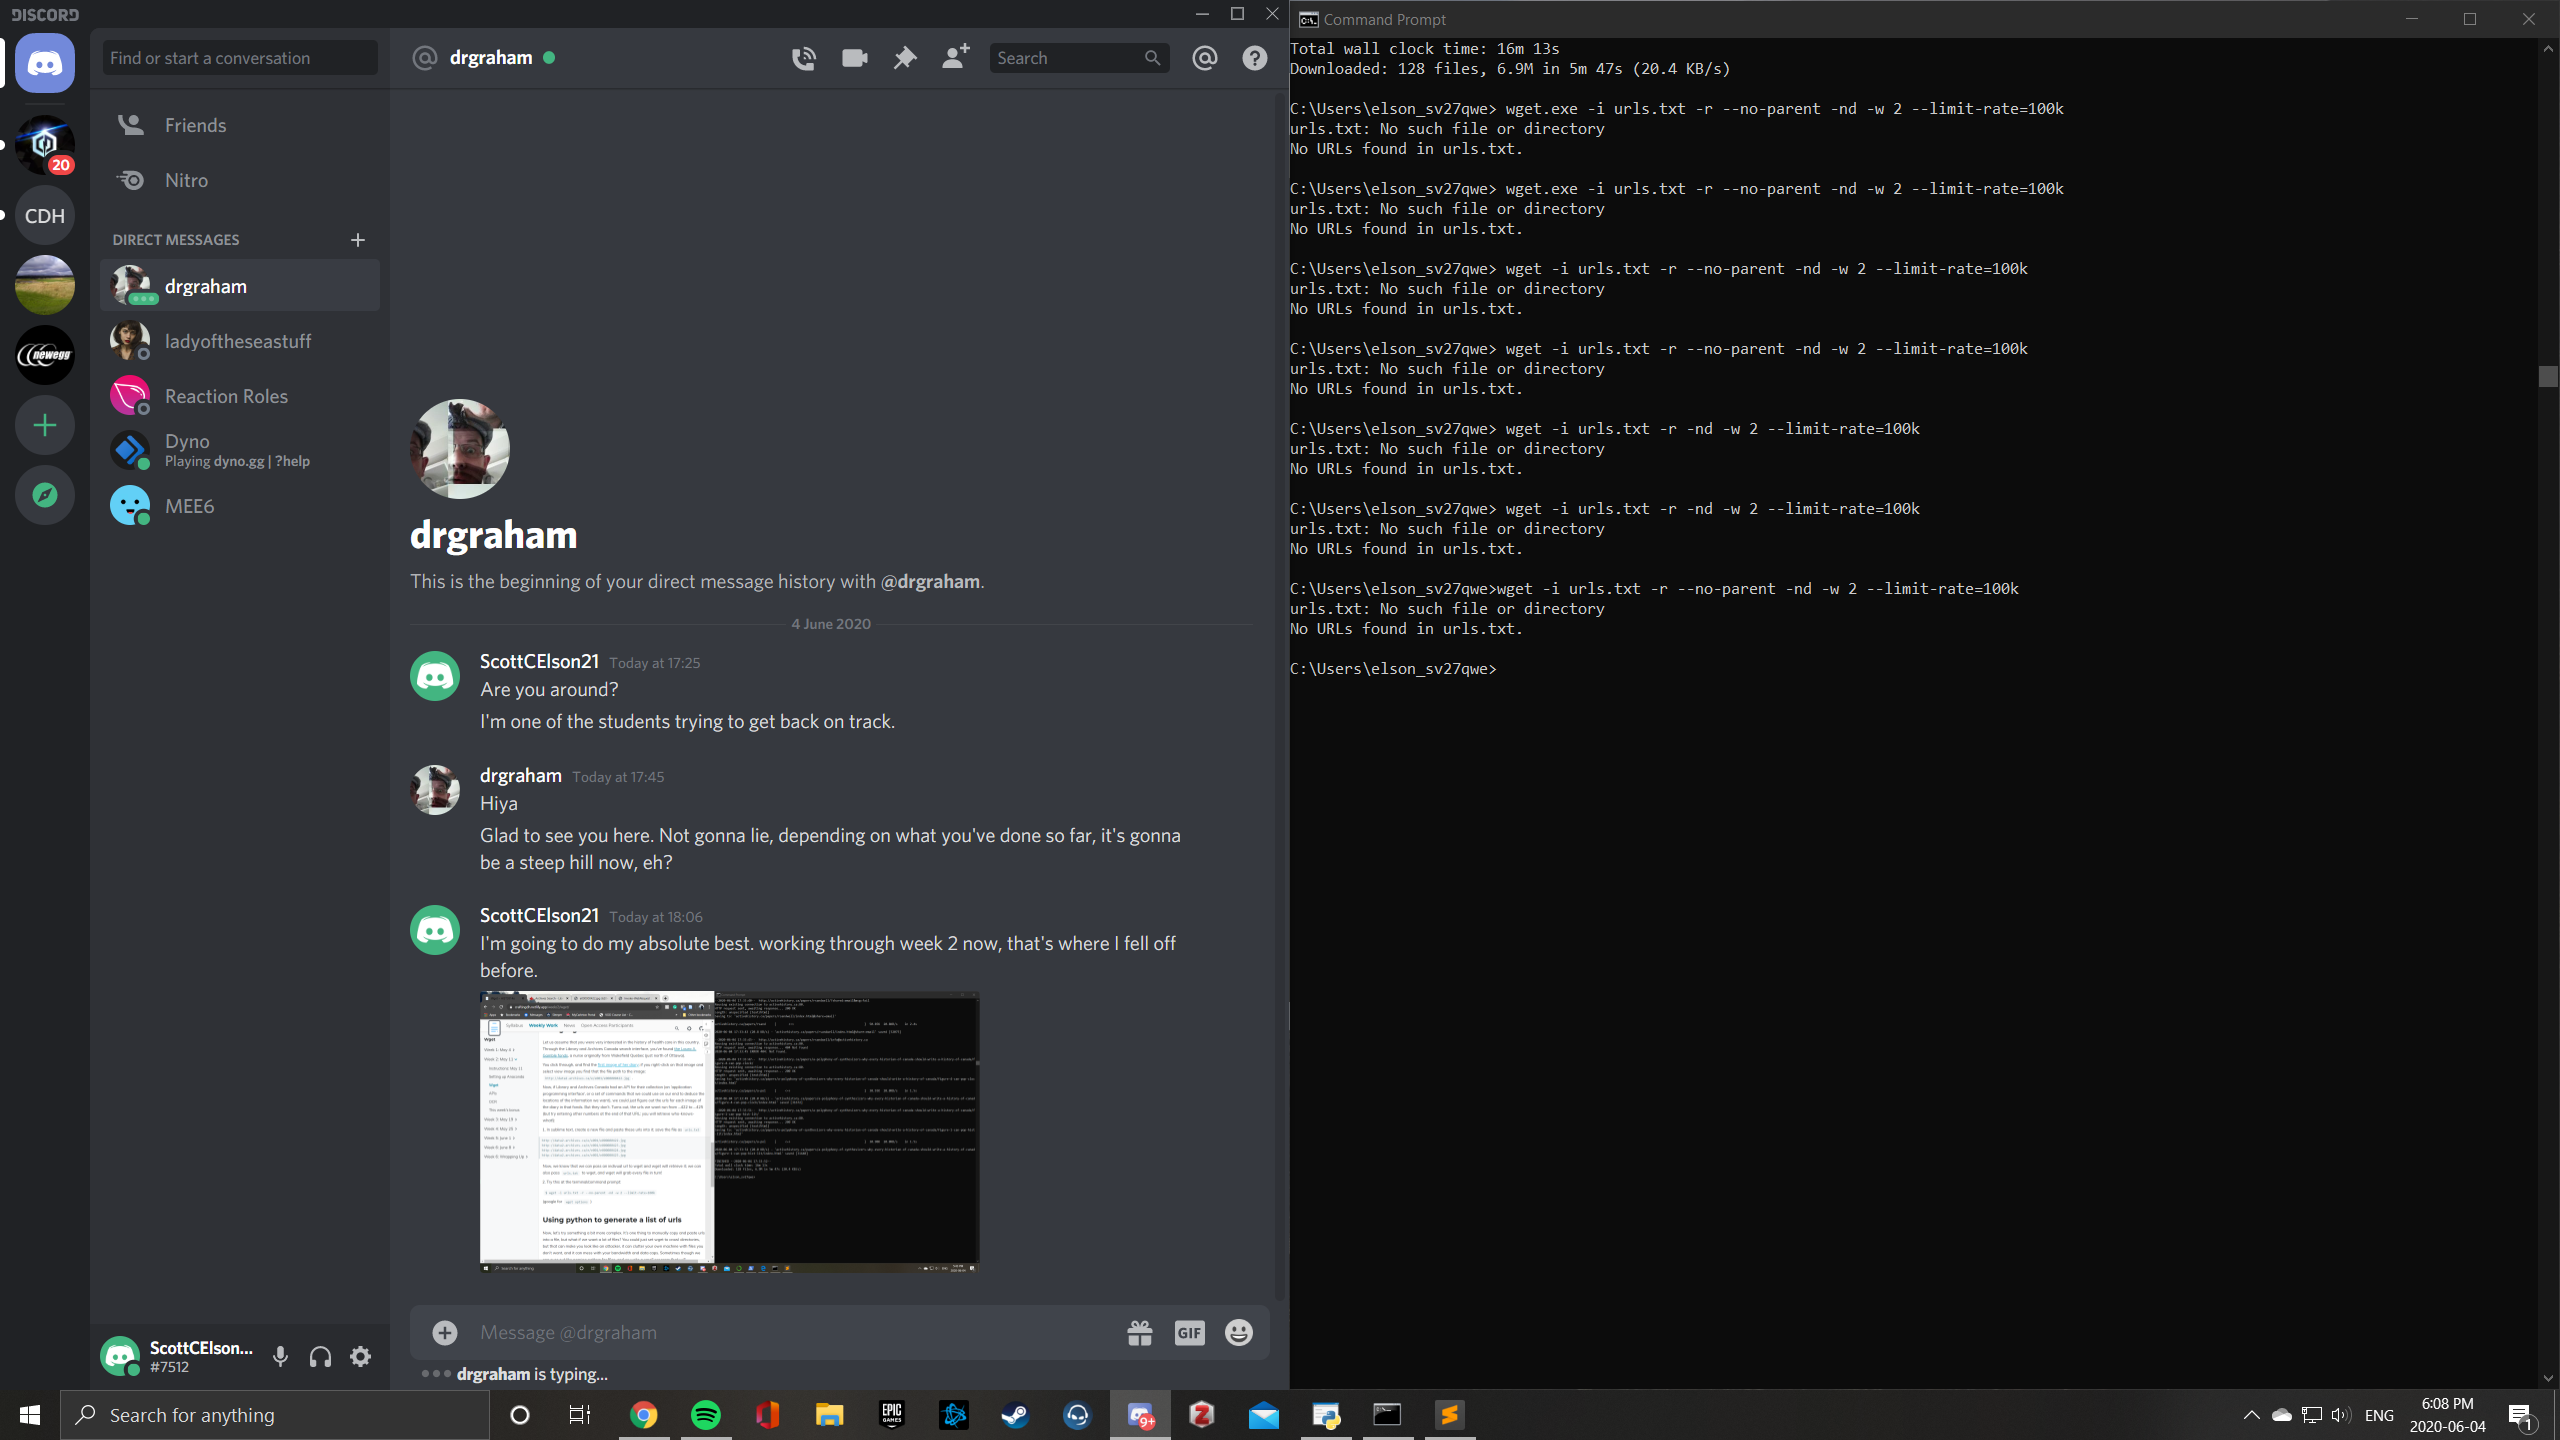 DISCORD
Find or start a conversation
drgraham
Search
20
Friends
CDH
Nitro
DIRECT MESSAGES
drgraham
ladyoftheseastuff
newegg
Reaction Roles
Dyno
Playing dyno.gg | ?help
MEE6
drgraham
This is the beginning of your direct message history with @drgraham.
4 June 2020
ScottCElson21 Today at 17:25
Are you around?
I'm one of the students trying to get back on track.
drgraham Today at 17:45
Hiya
Glad to see you here. Not gonna lie, depending on what you've done so far, it's gonna
be a steep hill now, eh?
ScottCElson21 Today at 18:06
I'm going to do my absolute best. working through week 2 now, that's where I fell off
before.
Using python to generate a list of urls
Message @drgraham
GIF
drgraham is typing...
ScottCElson...
#7512
Command Prompt
Total wall clock time: 16m 13s
Downloaded: 128 files, 6.9M in 5m 47s (20.4 KB/s)
C:\Users\elson_sv27qwe> wget.exe -i urls.txt -r --no-parent -nd -w 2 --limit-rate=100k
urls.txt: No such file or directory
No URLs found in urls.txt.
C:\Users\elson_sv27qwe> wget.exe -i urls.txt -r --no-parent -nd -w 2 --limit-rate=100k
urls.txt: No such file or directory
No URLs found in urls.txt.
C:\Users\elson_sv27qwe> wget -i urls.txt -r --no-parent -nd -w 2 --limit-rate=100k
urls.txt: No such file or directory
No URLs found in urls.txt.
C:\Users\elson_sv27qwe> wget -i urls.txt -r --no-parent -nd -w 2 --limit-rate=100k
urls.txt: No such file or directory
No URLs found in urls.txt.
C:\Users\elson_sv27qwe> wget -i urls.txt -r -nd -w 2 --limit-rate=100k
urls.txt: No such file or directory
No URLs found in urls.txt.
C:\Users\elson_sv27qwe> wget -i urls.txt -r -nd -w 2 --limit-rate=100k
urls.txt: No such file or directory
No URLs found in urls.txt.
C:\Users\elson_sv27qwe>wget -i urls.txt -r --no-parent -nd -w 2 --limit-rate=100k
urls.txt: No such file or directory
No URLs found in urls.txt.
C:\Users\elson_sv27qwe>
Search for anything
EPIC
GAMES
9+
ENG
6:08 PM
2020-06-04
1